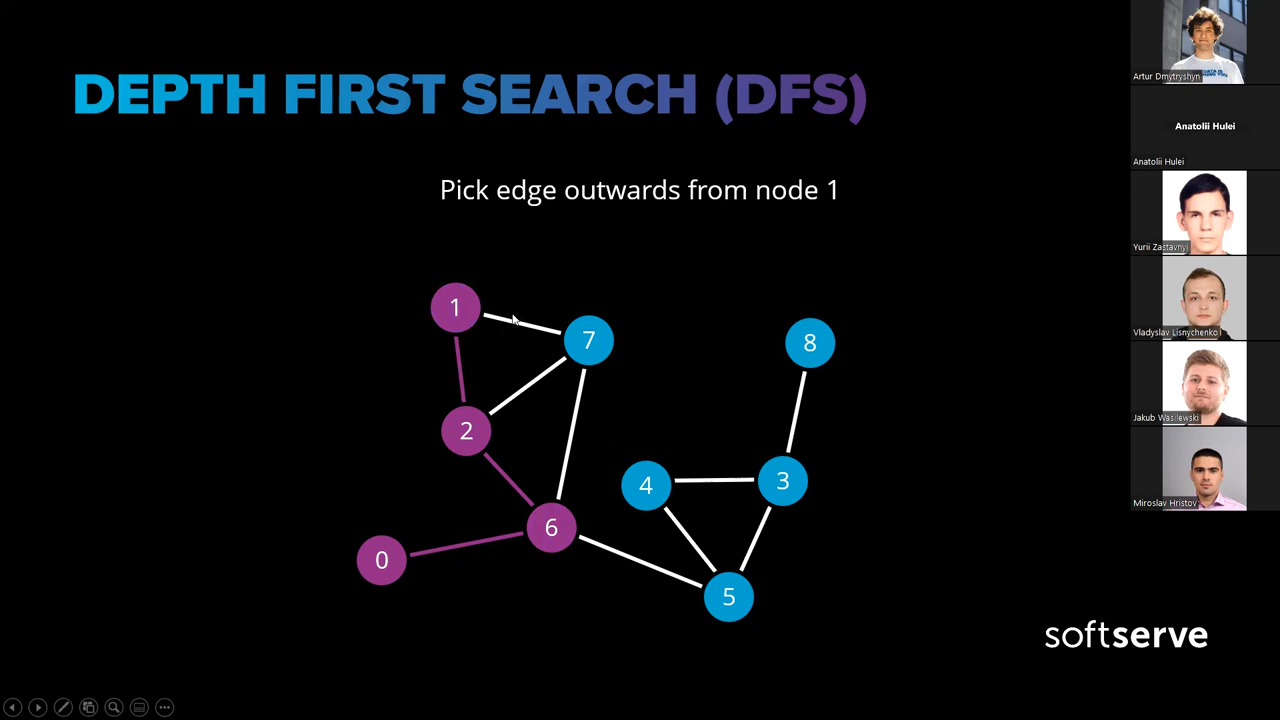 DEPTH FIRST SEARCH (DFS)
Pick edge outwards from node 1
1
7
8
2
4
3
6
0
5
softserve
Artur Dmytryshyn
Anatolii Hulei
Anatolii Hulei
Yurii Zastavnyi
Vladyslav Lisnychenko
Jakub Wasilewski
Miroslav Hristov